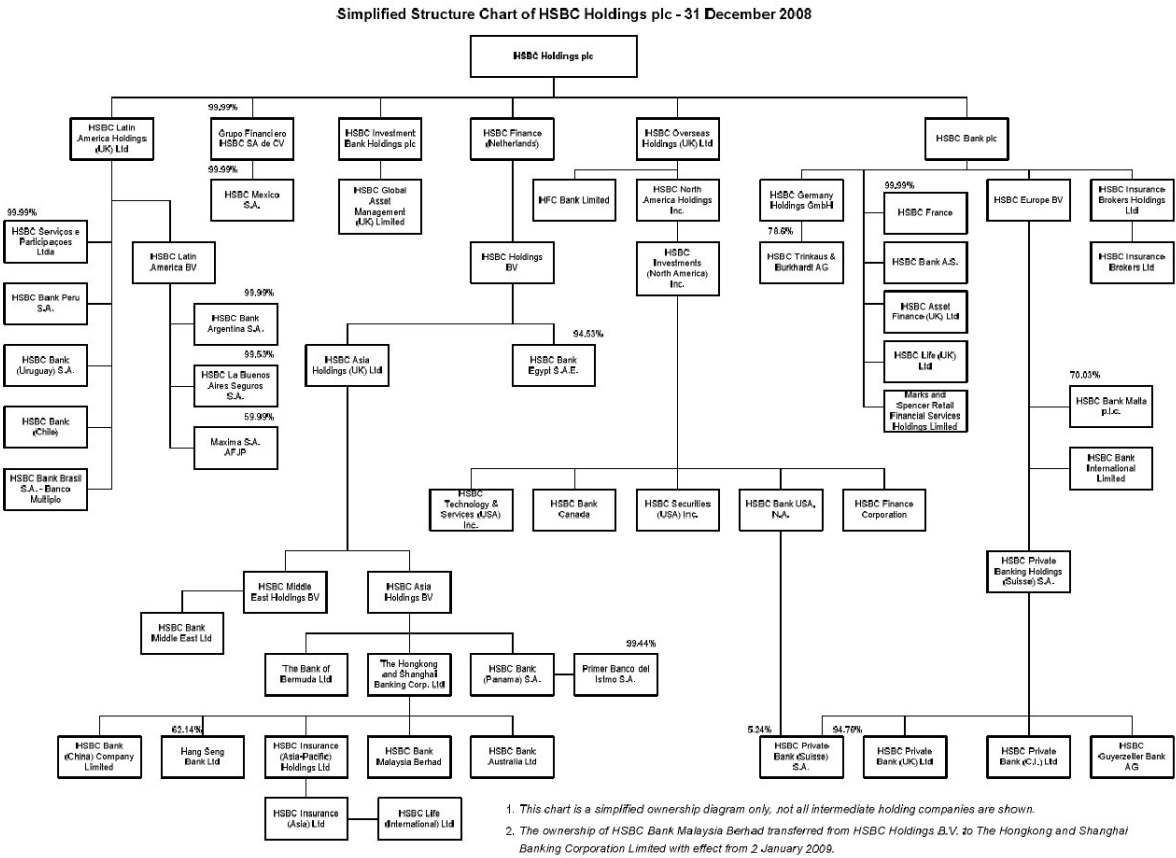 Simplified Structure Chart of HSBC Holdings plc - 31 December 2008
HSBC Holdings plc
HSBC Latin
America Holdings
(UK) Ltd
99.99%
Grupo Financiero
HSBC SA de CV
HSBC Investment
Bank Holdings plc
HSBC Finance
(Netherlands)
HSBC Overseas
Holdings (UK) Ltd
HSBC Bank plc
99.99%
HSBC Mexico
S.A.
HSBC Global
Asset
Management
(UK) Limited
HFC Bank Limited
HSBC North
America Holdings
Inc.
HSBC Germany
Holdings GmbH
99.99%
HSBC France
HSBC Europe BV
HSBC Insurance
Brokers Holdings
Ltd
99.99%
HSBC Serviços e
Participaçoes
Ltda
HSBC Latin
America BV
HSBC Holdings
BV
HSBC
Investments
(North America)
Inc.
78.6%
HSBC Trinkaus &
Burkhardt AG
HSBC Bank A.S.
HSBC Insurance
Brokers Ltd
HSBC Bank Peru
S.A.
99.99%
HSBC Bank
Argentina S.A.
HSBC Asset
Finance (UK) Ltd
HSBC Bank
(Uruguay) S.A.
99.53%
HSBC La Buenos
Aires Seguros
S.A.
HSBC Asia
Holdings (UK) Ltd
94.53%
HSBC Bank
Egypt S.A.E.
HSBC Life (UK)
Ltd
HSBC Bank
(Chile)
59.99%
Maxima S.A.
AFJP
Marks and
Spencer Retail
Financial Services
Holdings Limited
70.03%
HSBC Bank Malta
p.l.c.
HSBC Bank Brasil
S.A. - Banco
Multiplo
HSBC Bank
International
Limited
HSBC
Technology &
Services (USA)
Inc.
HSBC Bank
Canada
HSBC Securities
(USA) Inc.
HSBC Bank USA,
N.A.
HSBC Finance
Corporation
HSBC Middle
East Holdings BV
HSBC Asia
Holdings BV
HSBC Private
Banking Holdings
(Suisse) S.A.
HSBC Bank
Middle East Ltd
The Bank of
Bermuda Ltd
The Hongkong
and Shanghai
Banking Corp. Ltd
HSBC Bank
(Panama) S.A.
99.44%
Primer Banco del
Istmo S.A.
HSBC Bank
(China) Company
Limited
62.14%
Hang Seng
Bank Ltd
HSBC Insurance
(Asia-Pacific)
Holdings Ltd
HSBC Bank
Malaysia Berhad
HSBC Bank
Australia Ltd
5.24%
94.76%
HSBC Private
Bank (Suisse)
S.A.
HSBC Private
Bank (UK) Ltd
HSBC Private
Bank (C.I.) Ltd
HSBC
Guyerzeller Bank
AG
HSBC Insurance
(Asia) Ltd
HSBC Life
(International) Ltd
1. This chart is a simplified ownership diagram only, not all intermediate holding companies are shown.
2. The ownership of HSBC Bank Malaysia Berhad transferred from HSBC Holdings B.V. to The Hongkong and Shanghai
Banking Corporation Limited with effect from 2 January 2009.